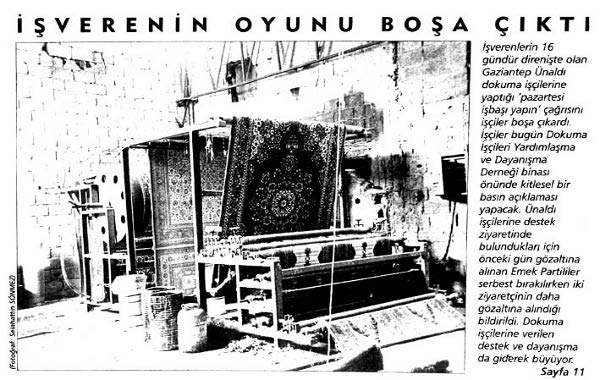 İŞVERENİN OYUNU BOŞA ÇIKTI
İşverenlerin 16
gündür direnişte olan
Gaziantep Ünaldı
dokuma işçilerine
yaptığı 'pazartesi
işbaşı yapın' çağrısını
işçiler boşa çıkardı.
İşçiler bugün Dokuma
İşçileri Yardımlaşma
ve Dayanışma
Derneği binası
önünde kitlesel bir
basın açıklaması
yapacak. Ünaldı
işçilerine destek
ziyaretinde
bulundukları için
önceki gün gözaltına
alınan Emek Partililer
serbest bırakılırken iki
ziyaretçinin daha
gözaltına alındığı
bildirildi. Dokuma
işçilerine verilen
destek ve dayanışma
da giderek büyüyor.
Sayfa 11
(Fotoğraf: Selahattin SÖNMEZ)